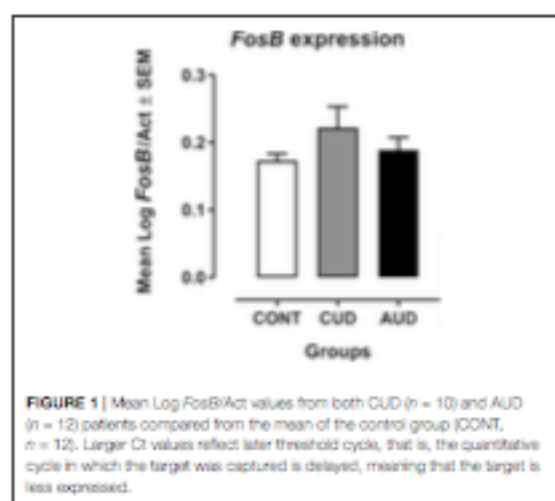 FosB expression
Mean Log FosB/Act ± SEM
0.3
0.2
0.1
0.0
CONT CUD AUD
Groups
FIGURE 1 | Mean Log FosB/Act values from both CUD (n = 10) and AUD
(n = 12) patients compared from the mean of the control group (CONT,
n = 12). Larger Ct values reflect later threshold cycle, that is, the quantitative
cycle in which the target was captured is delayed, meaning that the target is
less expressed.